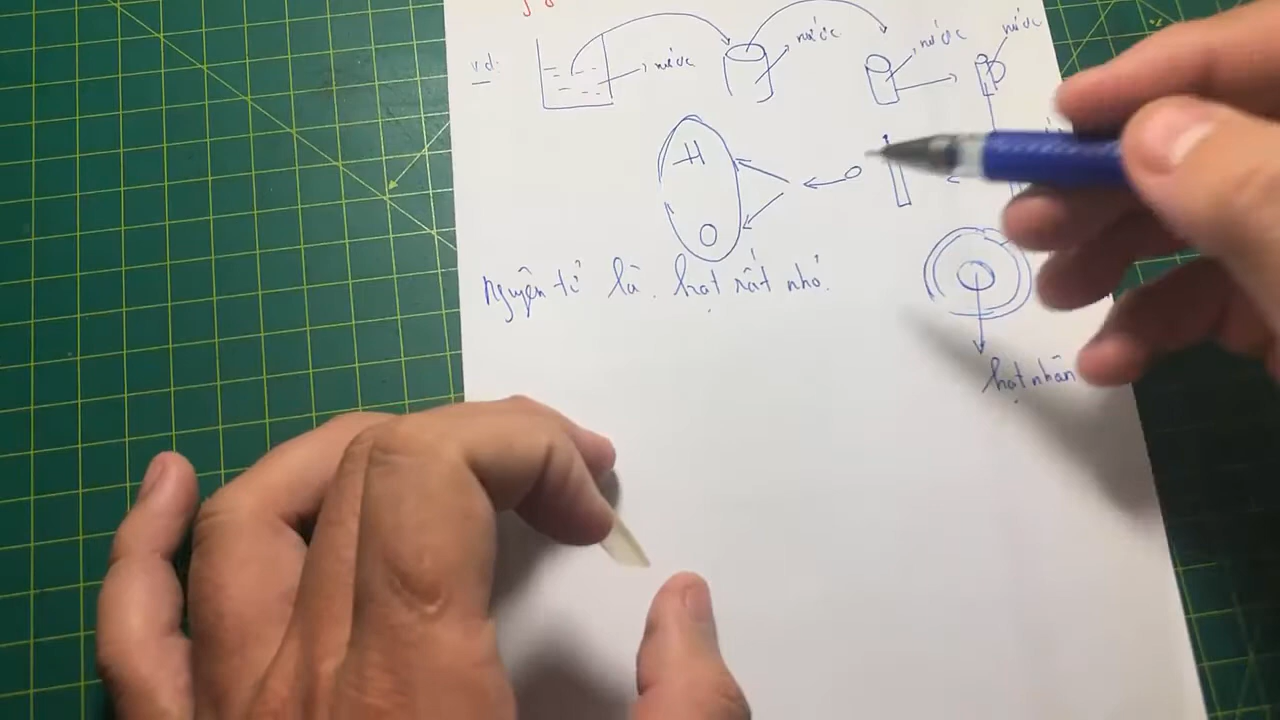 vd:
nước
nước
nước
nước
H
O
Nguyên tử là hạt rất nhỏ.
hạt nhân